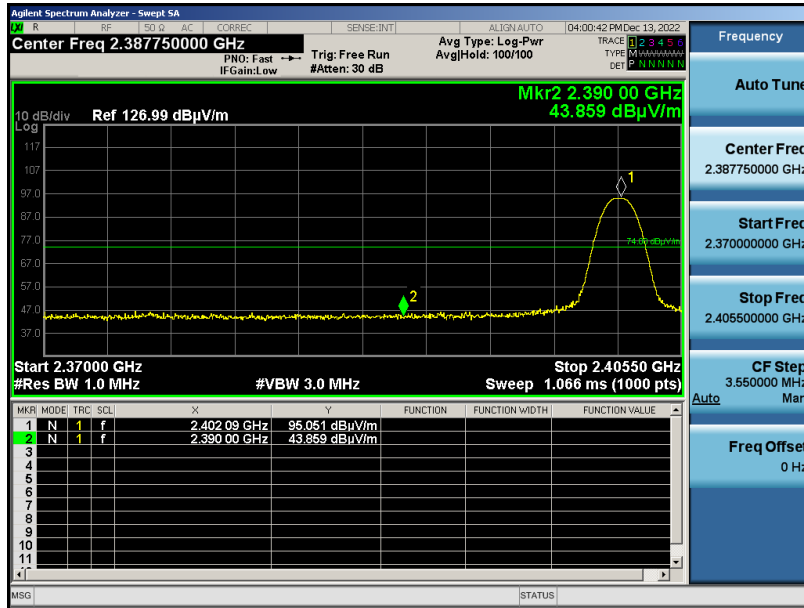 Agilent Spectrum Analyzer - Swept SA
LXI R RF 50 Ω AC CORREC SENSE:INT ALIGN AUTO 04:00:42 PM Dec 13, 2022
Center Freq 2.387750000 GHz
PNO: Fast
IFGain:Low
Trig: Free Run
#Atten: 30 dB
Avg Type: Log-Pwr
Avg|Hold: 100/100
TRACE 1 2 3 4 5 6
TYPE M
DET P N N N N N
Mkr2 2.390 00 GHz
43.859 dBµV/m
10 dB/div Ref 126.99 dBµV/m
Log
117
107
97.0
87.0
77.0
67.0
57.0
47.0
37.0
1
74.00 dBµV/m
2
Start 2.37000 GHz Stop 2.40550 GHz
#Res BW 1.0 MHz #VBW 3.0 MHz Sweep 1.066 ms (1000 pts)
MKR MODE TRC SCL X Y FUNCTION FUNCTION WIDTH FUNCTION VALUE
1 N 1 f 2.402 09 GHz 95.051 dBµV/m
2 N 1 f 2.390 00 GHz 43.859 dBµV/m
3
4
5
6
7
8
9
10
11
MSG STATUS
Frequency
Auto Tune
Center Freq
2.387750000 GHz
Start Freq
2.370000000 GHz
Stop Freq
2.405500000 GHz
CF Step
3.550000 MHz
Auto Man
Freq Offset
0 Hz